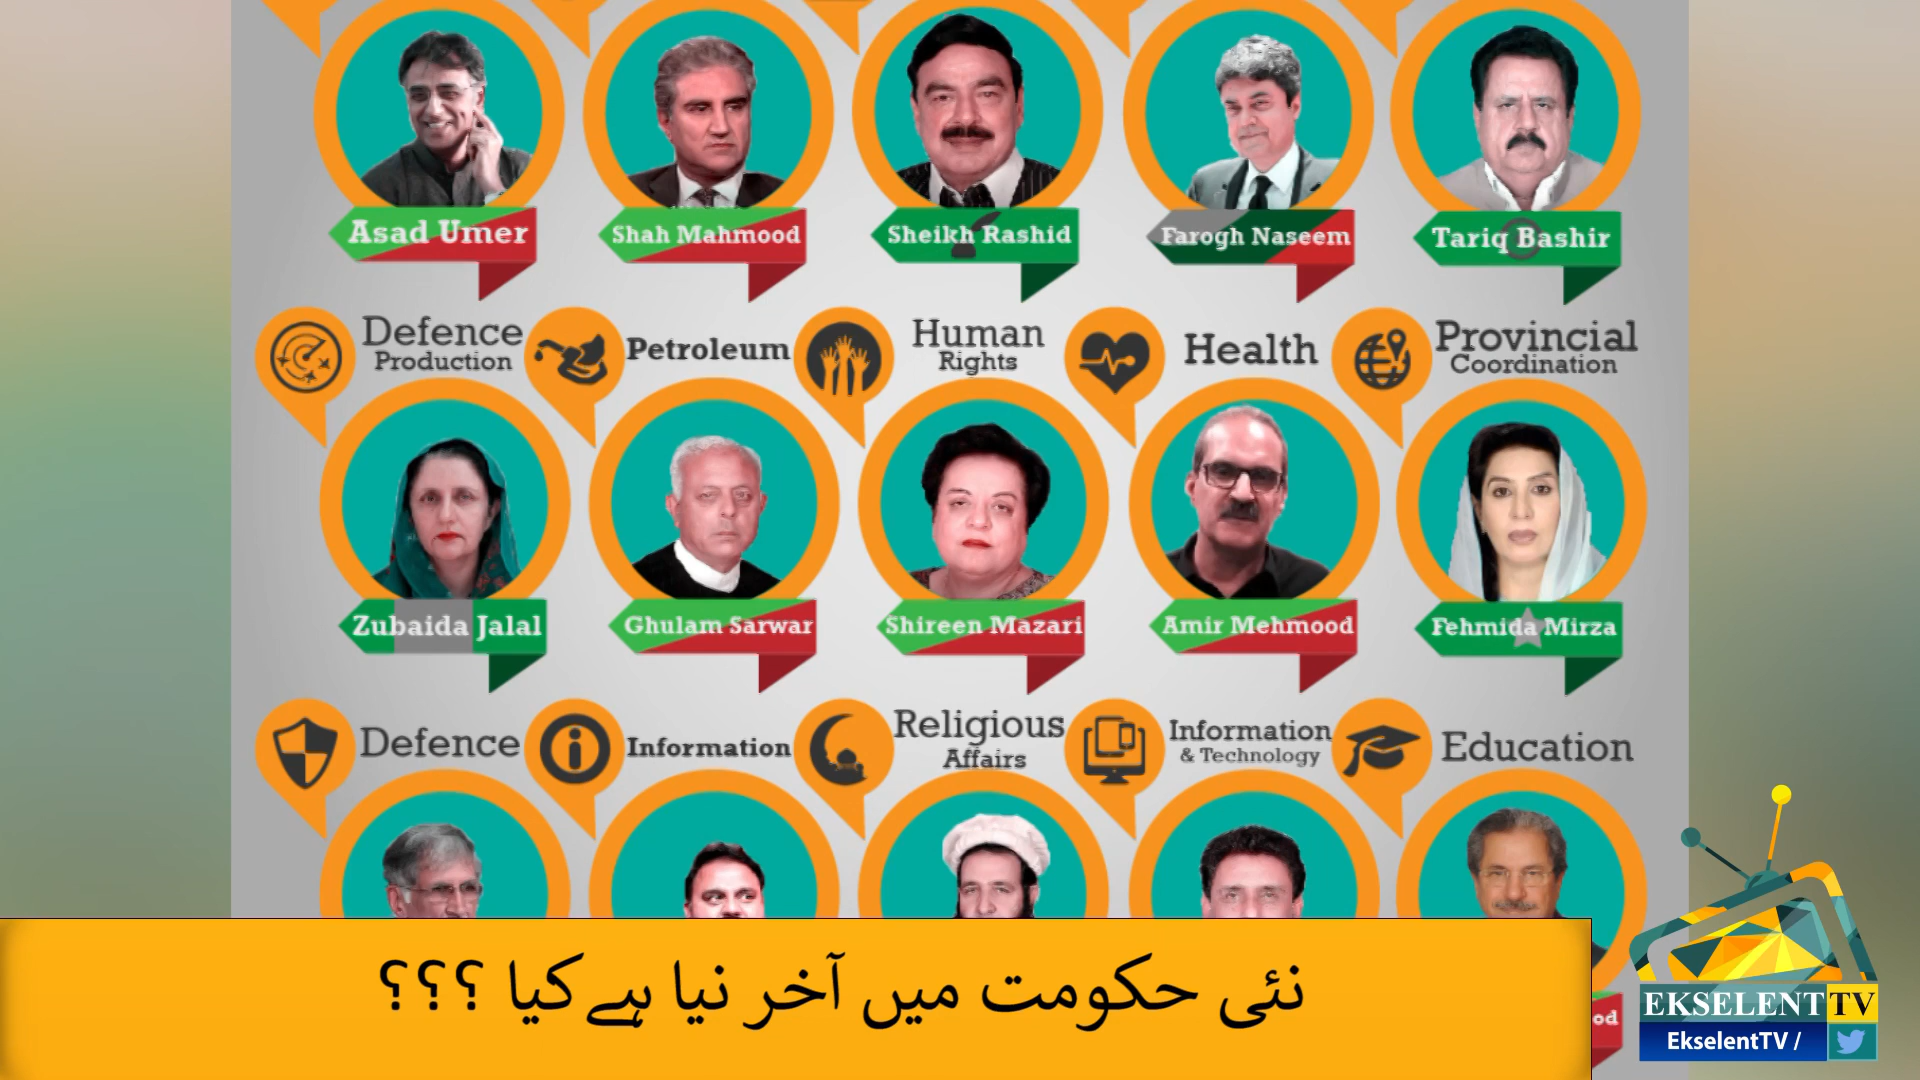 Asad Umer
Shah Mahmood
Sheikh Rashid
Farogh Naseem
Tariq Bashir
Defence
Production
Petroleum
Human
Rights
Health
Provincial
Coordination
Zubaida Jalal
Ghulam Sarwar
Shireen Mazari
Amir Mehmood
Fehmida Mirza
Defence
Information
Religious
Affairs
Information
& Technology
Education
نئی حکومت میں آخر نیا ہے کیا ؟؟؟
od
EKSELENT TV
EkselentTV /